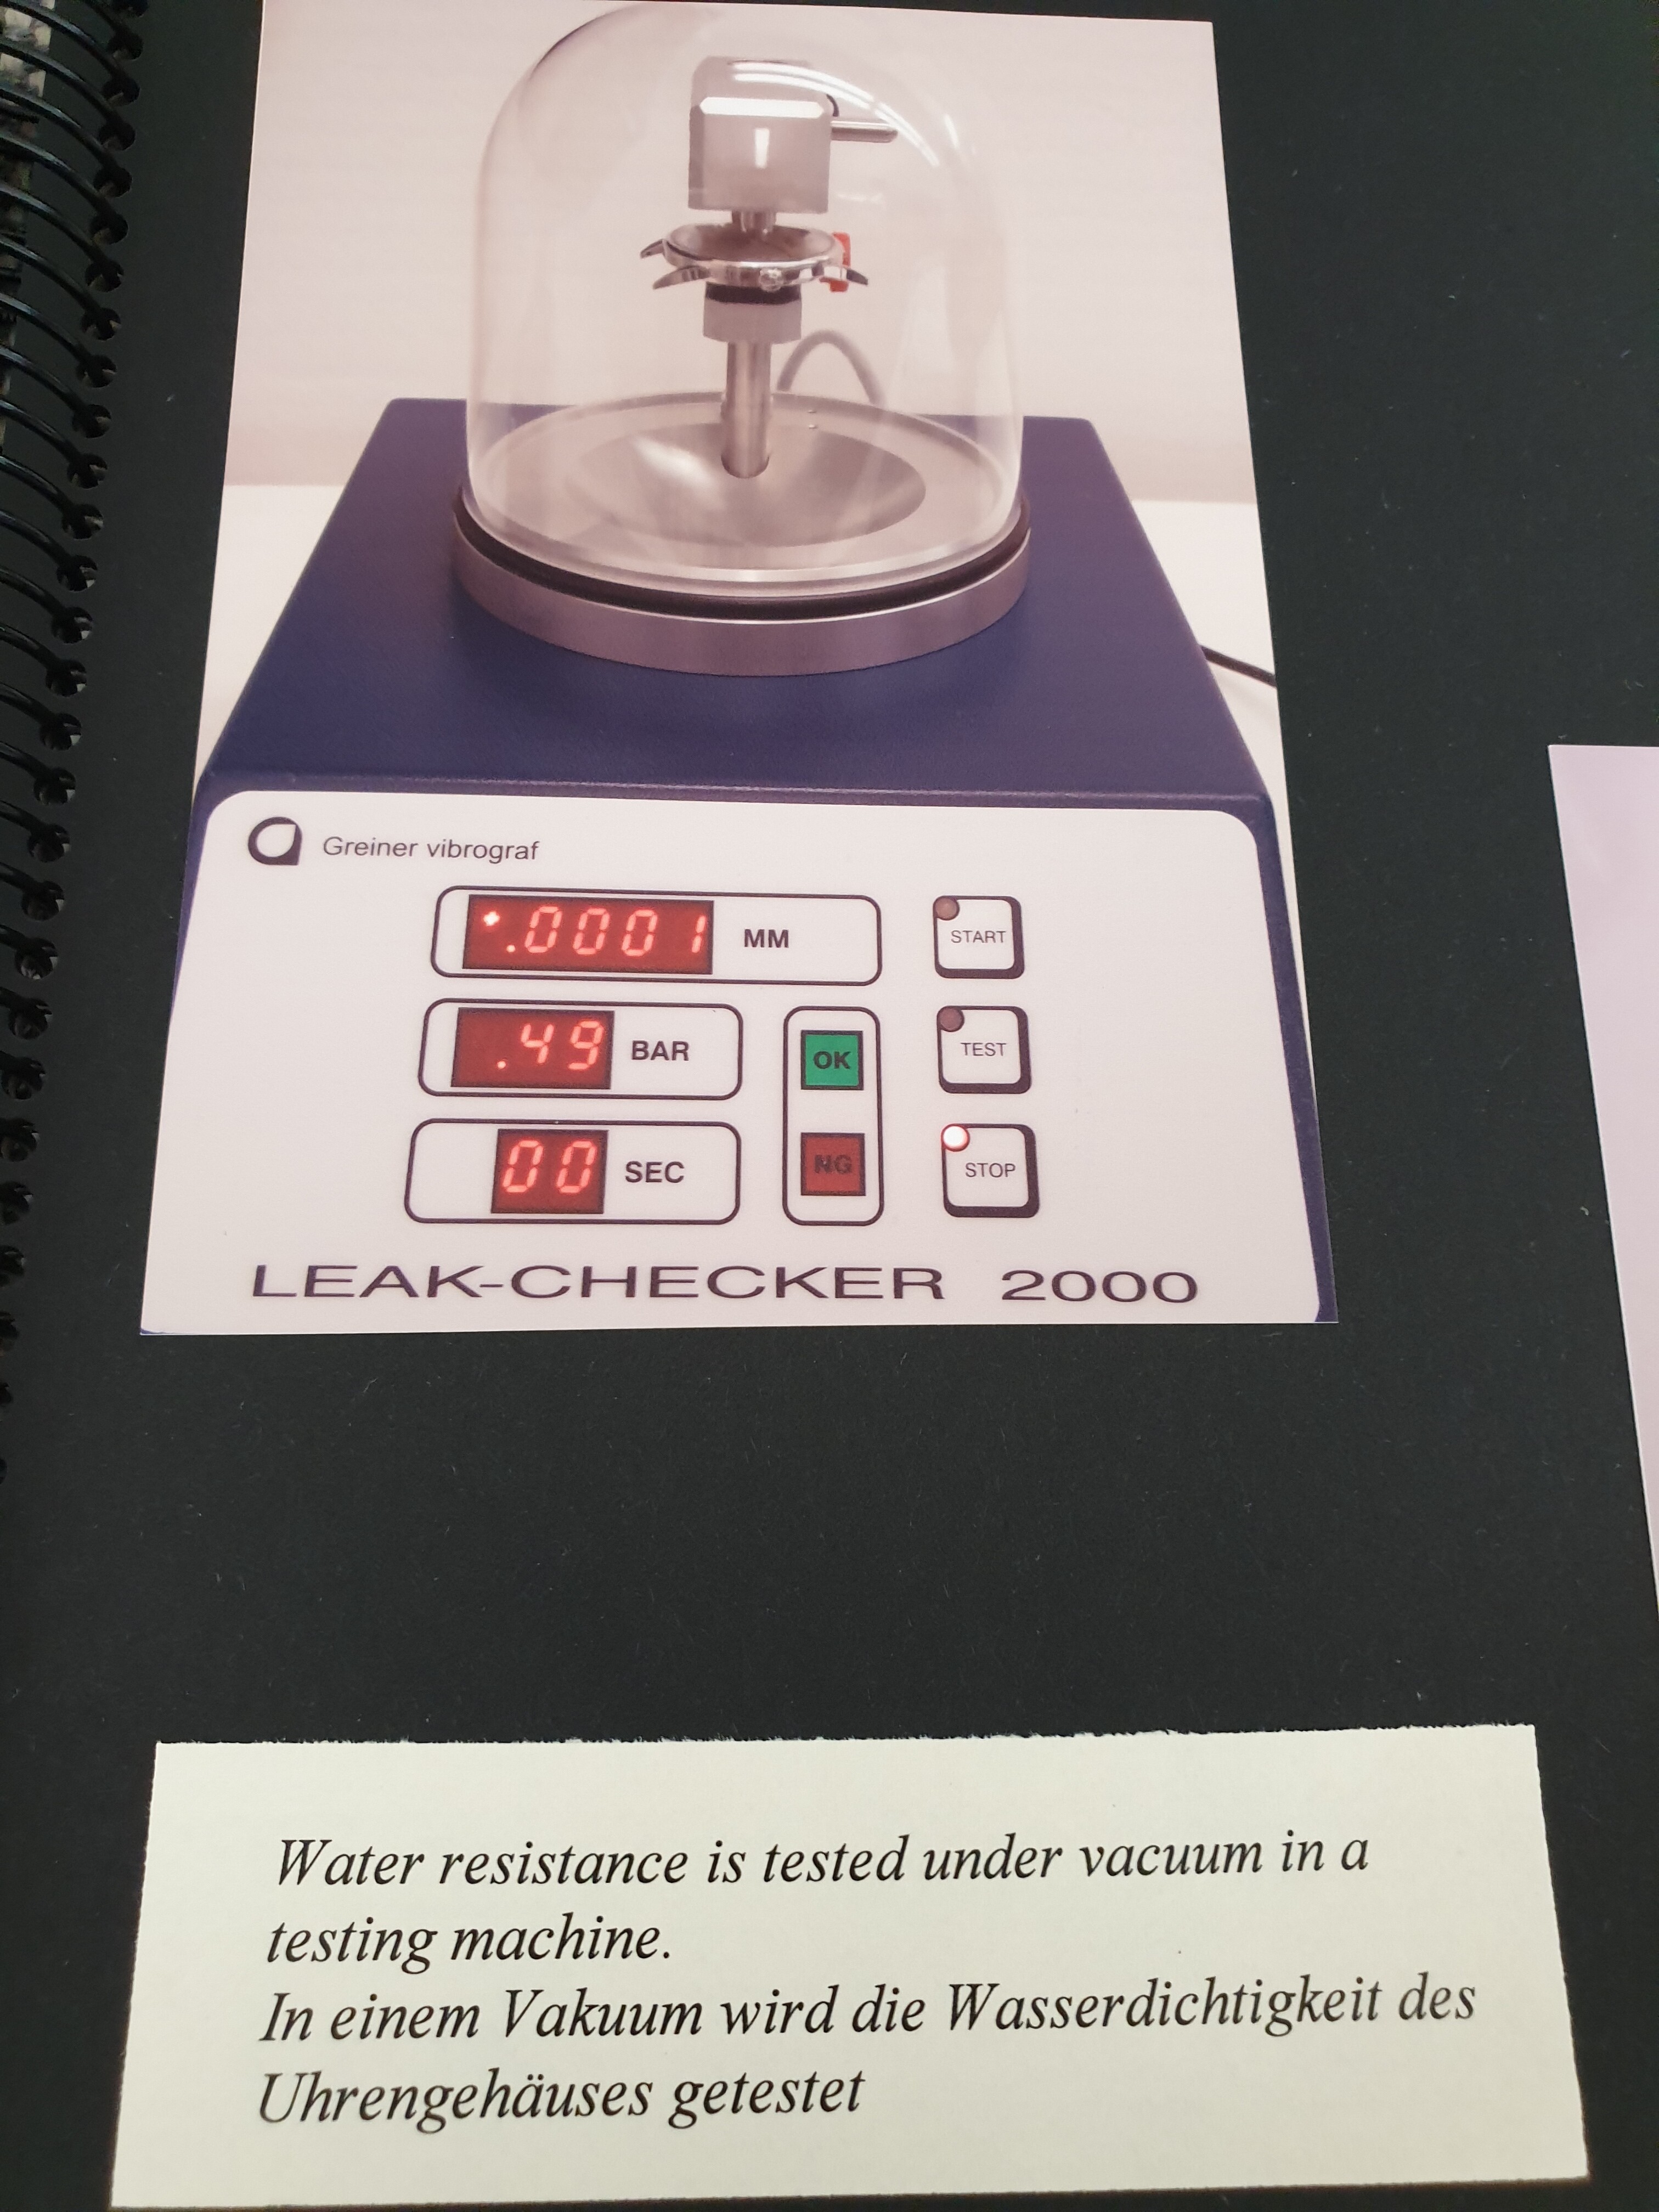 Greiner vibrograf
+.0001 MM
START
.49 BAR
OK
TEST
00 SEC
NG
STOP
LEAK-CHECKER 2000
Water resistance is tested under vacuum in a
testing machine.
In einem Vakuum wird die Wasserdichtigkeit des
Uhrengehäuses getestet